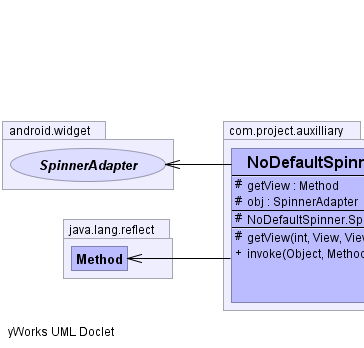 android.widget
com.project.auxilliary
SpinnerAdapter
NoDefaultSpinn
# getView : Method
# obj : SpinnerAdapter
# NoDefaultSpinner.Sp
java.lang.reflect
# getView(int, View, Vie
Method
+ invoke(Object, Metho
yWorks UML Doclet